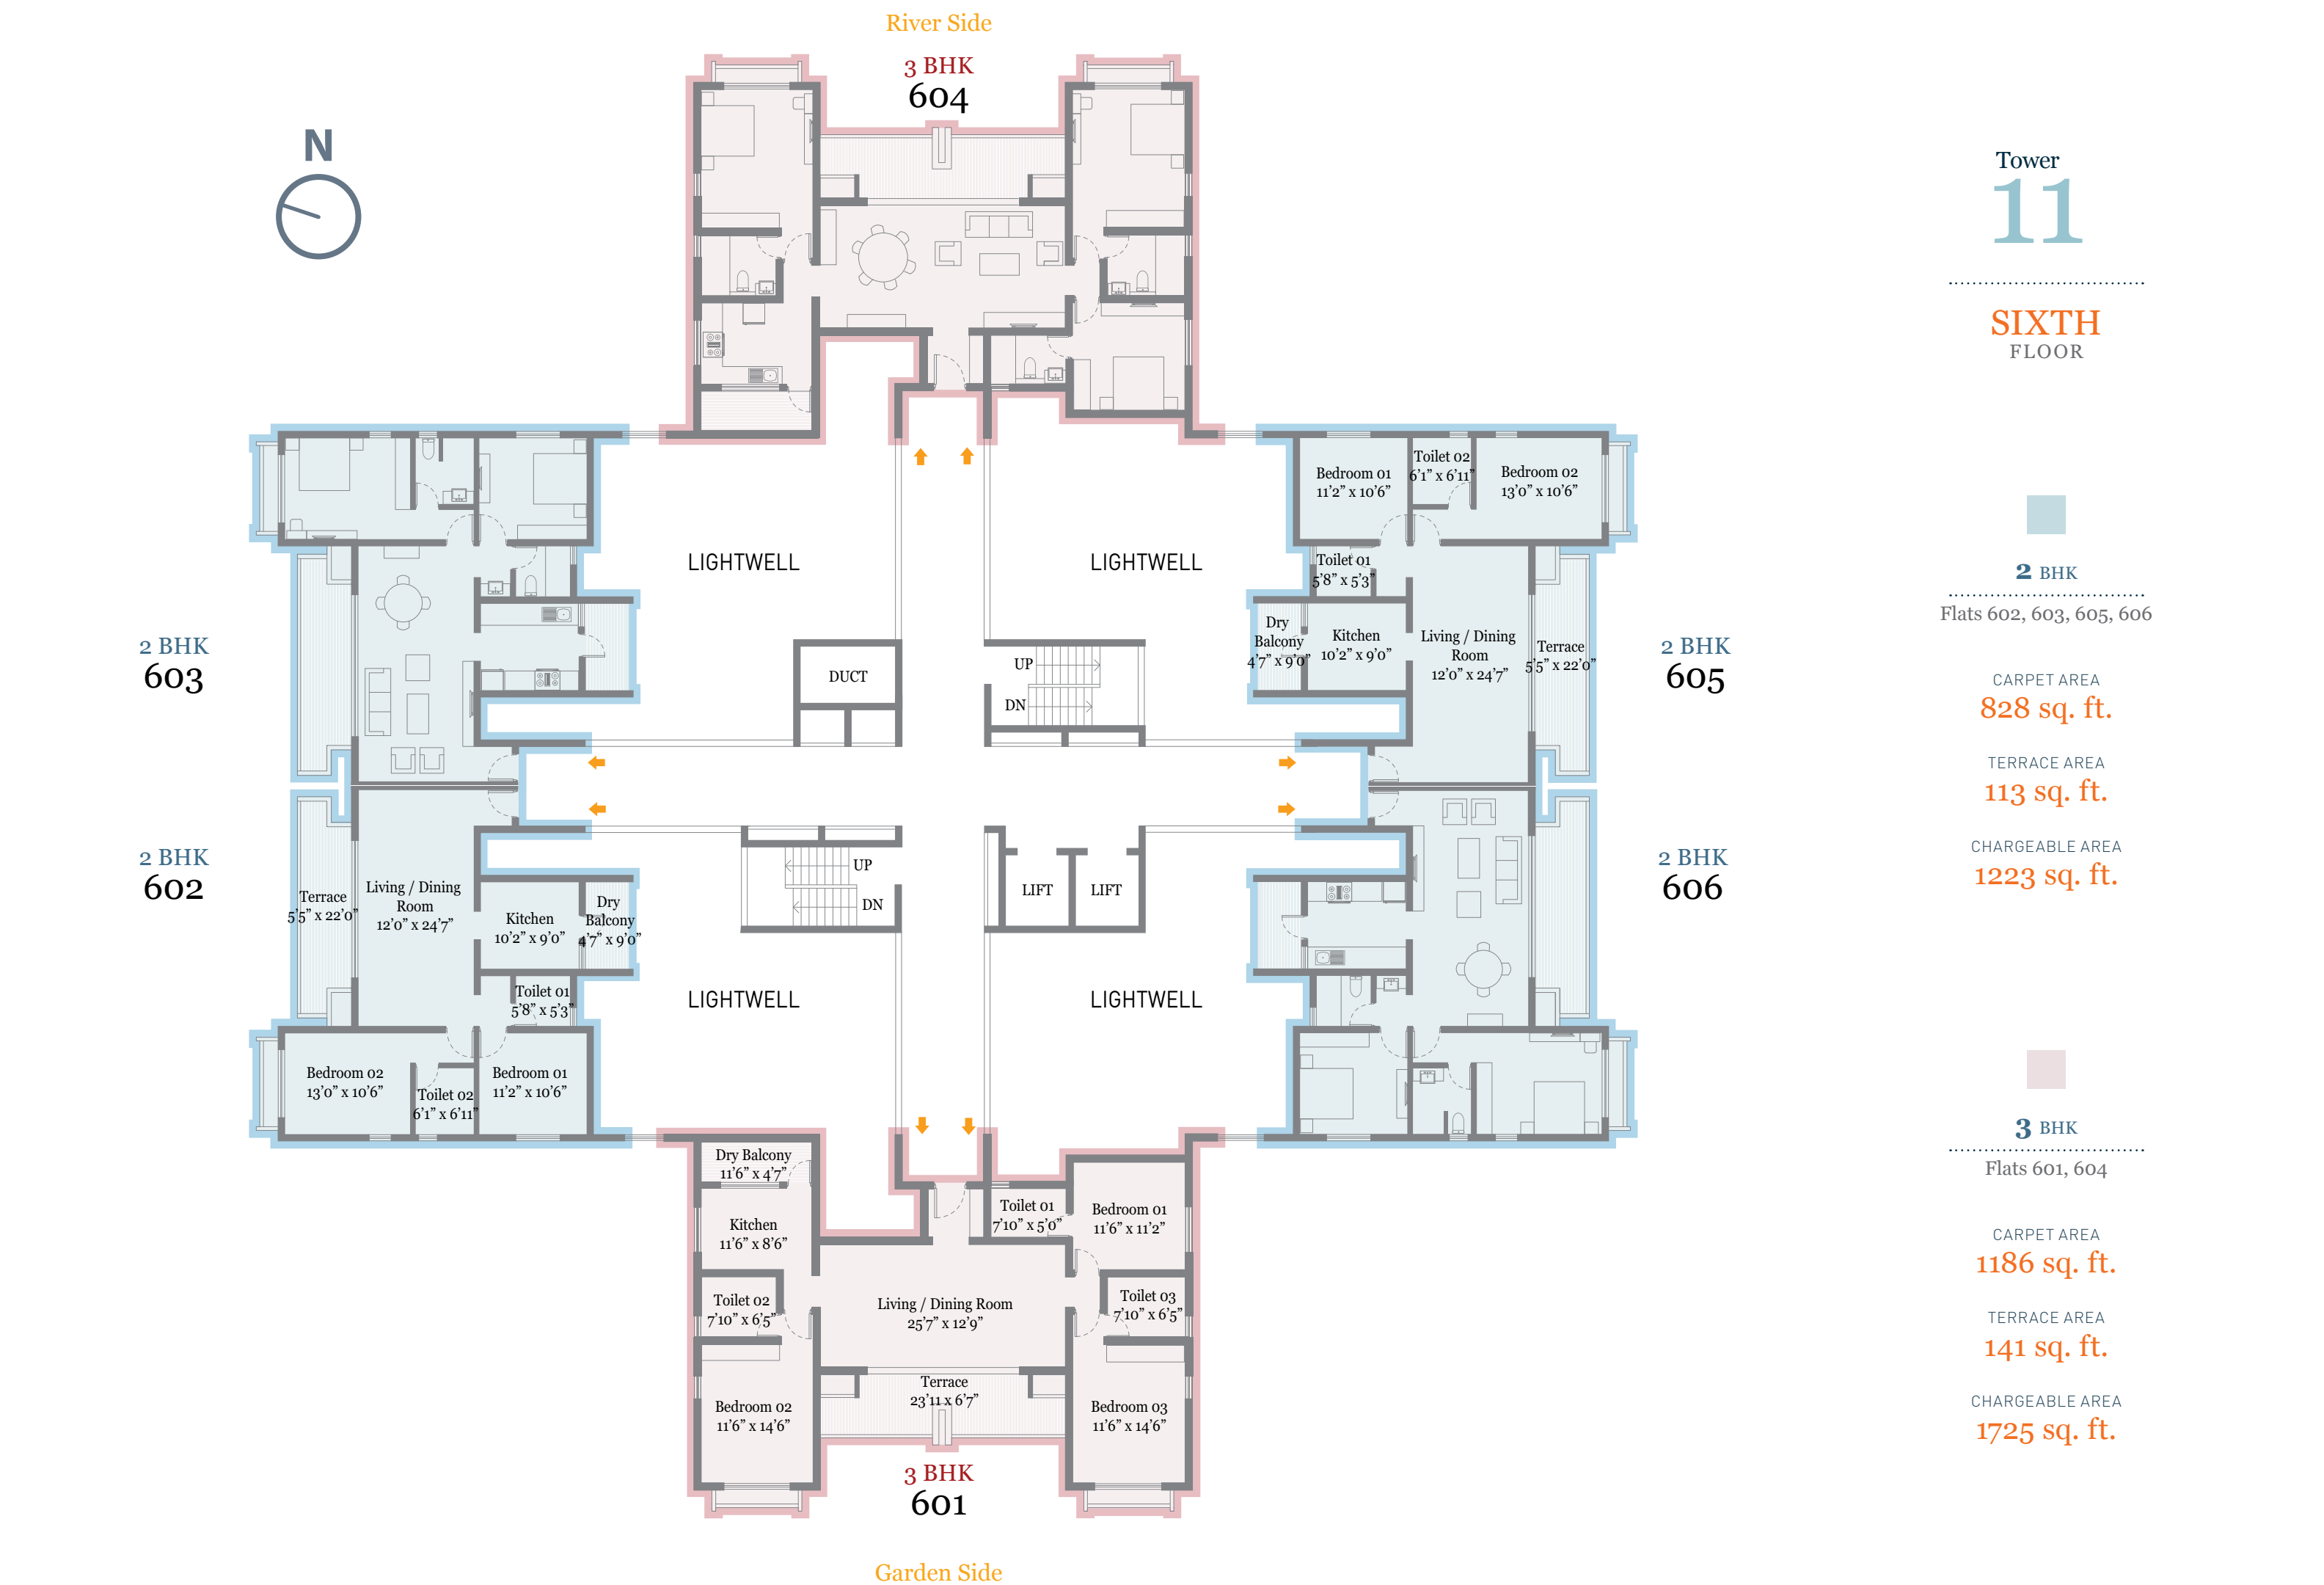 River Side
3 BHK
604
N
Tower
11
SIXTH
FLOOR
2 BHK
Flats 602, 603, 605, 606
CARPET AREA
828 sq. ft.
TERRACE AREA
113 sq. ft.
CHARGEABLE AREA
1223 sq. ft.
3 BHK
Flats 601, 604
CARPET AREA
1186 sq. ft.
TERRACE AREA
141 sq. ft.
CHARGEABLE AREA
1725 sq. ft.
2 BHK
603
LIGHTWELL
LIGHTWELL
DUCT
UP
DN
Bedroom 01
11’2” x 10’6”
Toilet 02
6’1” x 6’11”
Bedroom 02
13’0” x 10’6”
Toilet 01
5’8” x 5’3”
Dry
Balcony
4’7” x 9’0”
Kitchen
10’2” x 9’0”
Living / Dining
Room
12’0” x 24’7”
Terrace
5’5” x 22’0”
2 BHK
605
2 BHK
602
Terrace
5’5” x 22’0”
Living / Dining
Room
12’0” x 24’7”
Kitchen
10’2” x 9’0”
Dry
Balcony
4’7” x 9’0”
Toilet 01
5’8” x 5’3”
Bedroom 02
13’0” x 10’6”
Toilet 02
6’1” x 6’11”
Bedroom 01
11’2” x 10’6”
UP
DN
LIFT
LIFT
LIGHTWELL
LIGHTWELL
2 BHK
606
Dry Balcony
11’6” x 4’7”
Kitchen
11’6” x 8’6”
Toilet 02
7’10” x 6’5”
Bedroom 02
11’6” x 14’6”
Living / Dining Room
25’7” x 12’9”
Terrace
23’11 x 6’7”
Toilet 01
7’10” x 5’0”
Bedroom 01
11’6” x 11’2”
Toilet 03
7’10” x 6’5”
Bedroom 03
11’6” x 14’6”
3 BHK
601
Garden Side